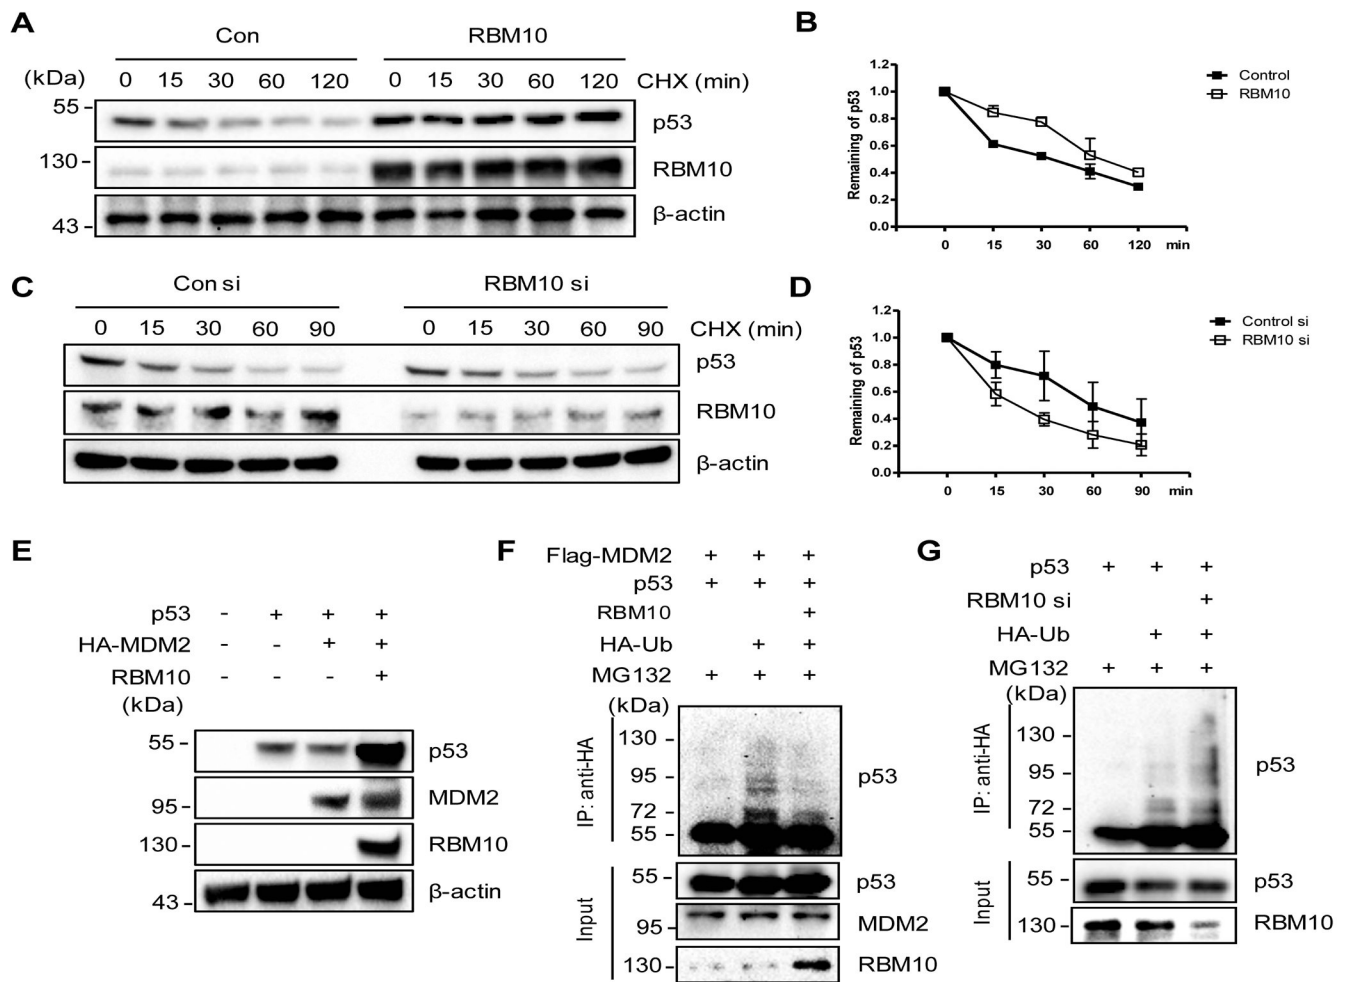 A
Con RBM10
(kDa) 0 15 30 60 120 0 15 30 60 120 CHX (min)
55 p53
130 RBM10
43 β-actin
B
1.2
1.0
0.8
0.6
0.4
0.2
0.0
Remaining of p53
0 15 30 60 120 min
Control
RBM10
C
Con si RBM10 si
0 15 30 60 90 0 15 30 60 90 CHX (min)
p53
RBM10
β-actin
D
1.2
1.0
0.8
0.6
0.4
0.2
0.0
Remaining of p53
0 15 30 60 90 min
Control si
RBM10 si
E
p53 - + + +
HA-MDM2 - - + +
RBM10 - - - +
(kDa)
55 p53
95 MDM2
130 RBM10
43 β-actin
F
Flag-MDM2 + + +
p53 + + +
RBM10 +
HA-Ub + +
MG132 + + +
(kDa)
IP: anti-HA
130
95 p53
72
55
Input
55 p53
95 MDM2
130 RBM10
G
p53 + + +
RBM10 si +
HA-Ub + +
MG132 + + +
(kDa)
IP: anti-HA
130
95 p53
72
55
Input
55 p53
130 RBM10